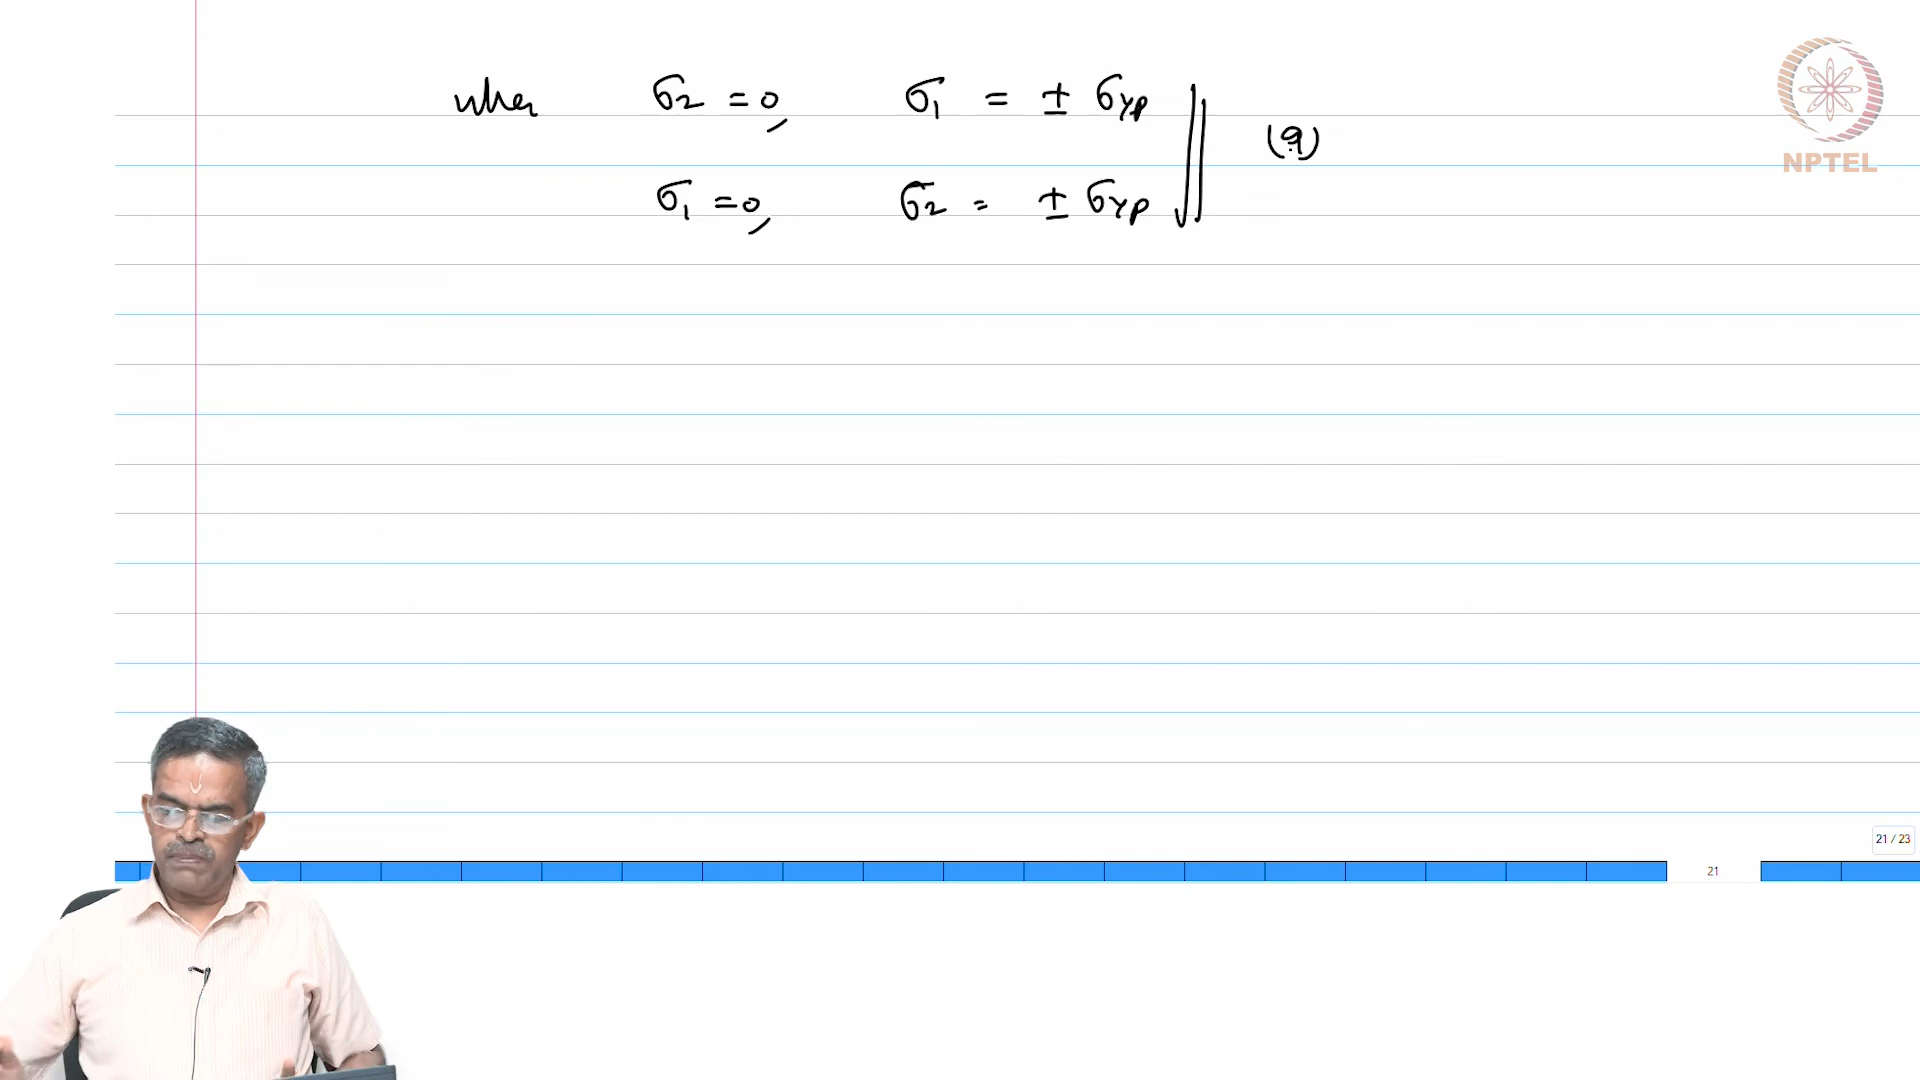 when σ2 = 0, σ1 = ± σyp
(9)
σ1 = 0, σ2 = ± σyp
NPTEL
21 / 23
21